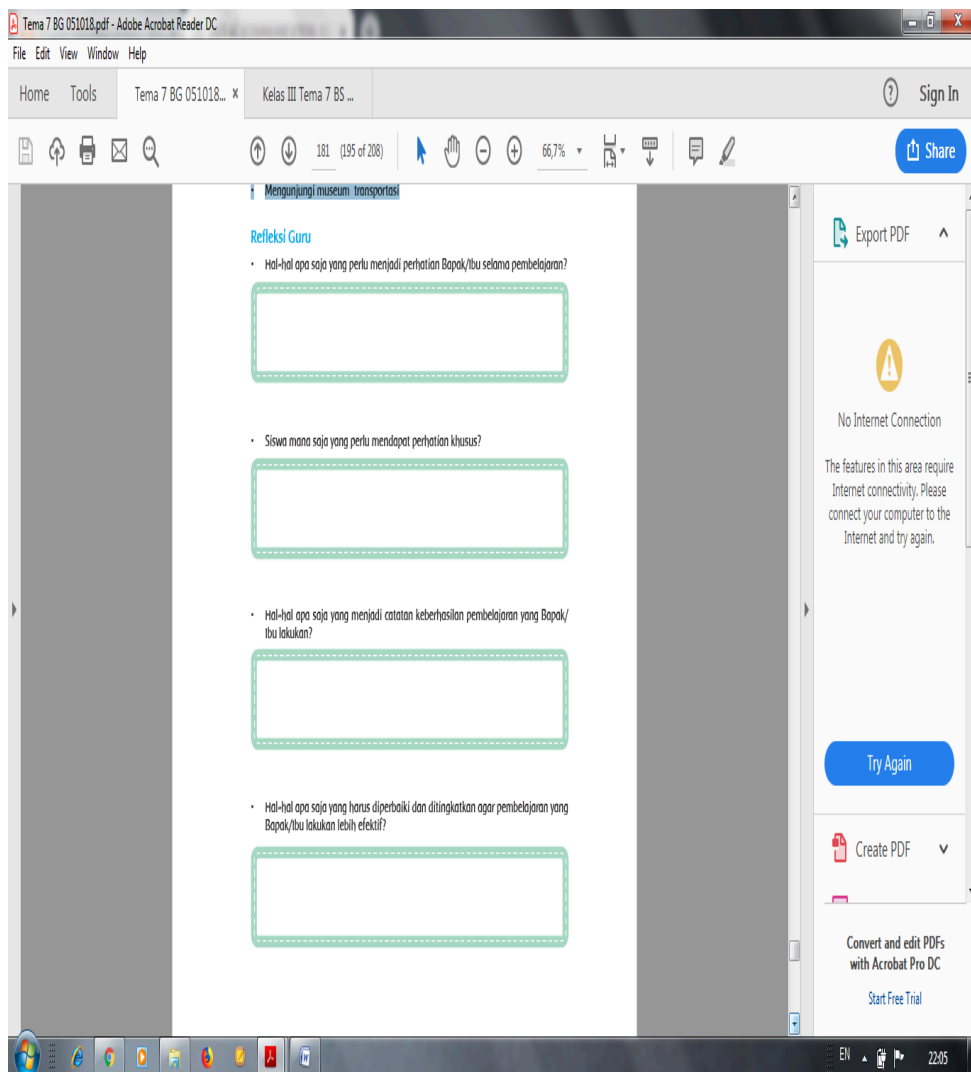 Tema 7 BG 051018.pdf - Adobe Acrobat Reader DC
File Edit View Window Help
Home Tools Tema 7 BG 051018... × Kelas III Tema 7 BS ... Sign In
181 (195 of 208) 66,7% Share
• Mengunjungi museum transportasi
Refleksi Guru
• Hal-hal apa saja yang perlu menjadi perhatian Bapak/Ibu selama pembelajaran?
• Siswa mana saja yang perlu mendapat perhatian khusus?
• Hal-hal apa saja yang menjadi catatan keberhasilan pembelajaran yang Bapak/
Ibu lakukan?
• Hal-hal apa saja yang harus diperbaiki dan ditingkatkan agar pembelajaran yang
Bapak/Ibu lakukan lebih efektif?
Export PDF
No Internet Connection
The features in this area require
Internet connectivity. Please
connect your computer to the
Internet and try again.
Try Again
Create PDF
Convert and edit PDFs
with Acrobat Pro DC
Start Free Trial
EN 22:05